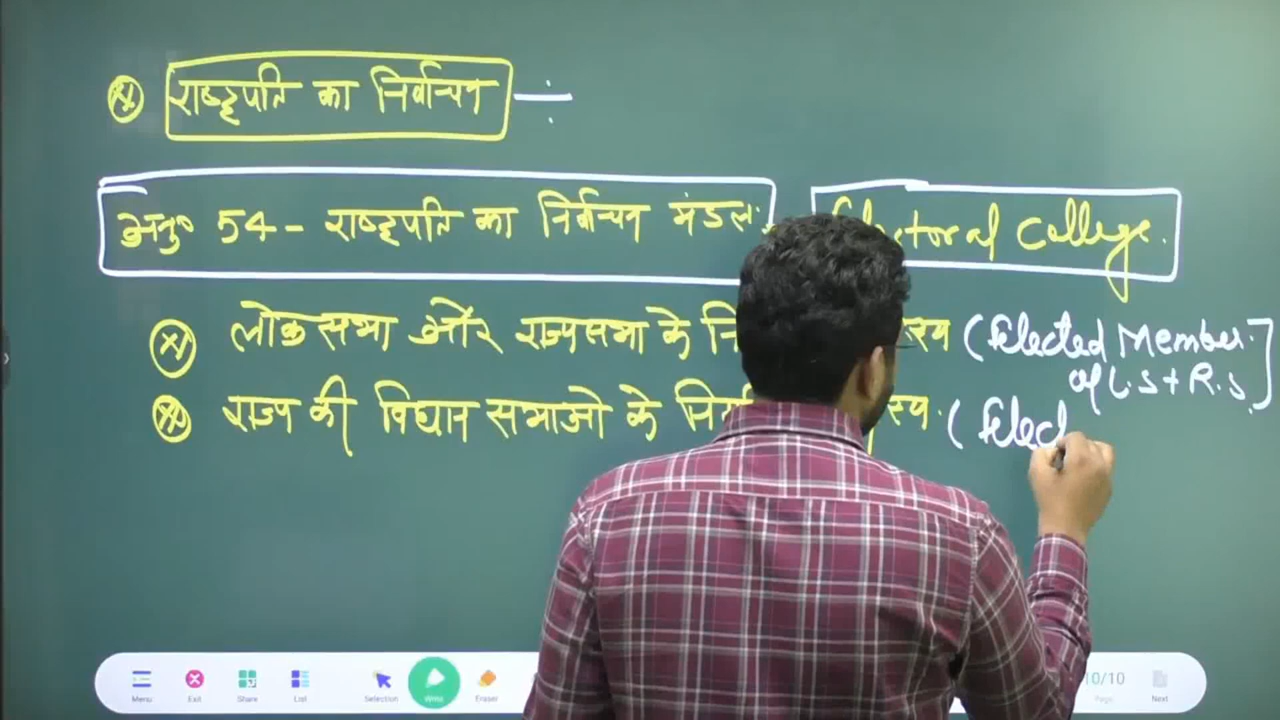 राष्ट्रपति का निर्वाचन
अनु० 54 - राष्ट्रपति का निर्वाचन मंडल: Electoral College.
लोकसभा और राज्यसभा के (Elected Member.
of L.S + R.S.]
राज्य की विधान सभाओ के (Elect
Menu Exit Share List Selection Write Eraser 10/10 Page Next